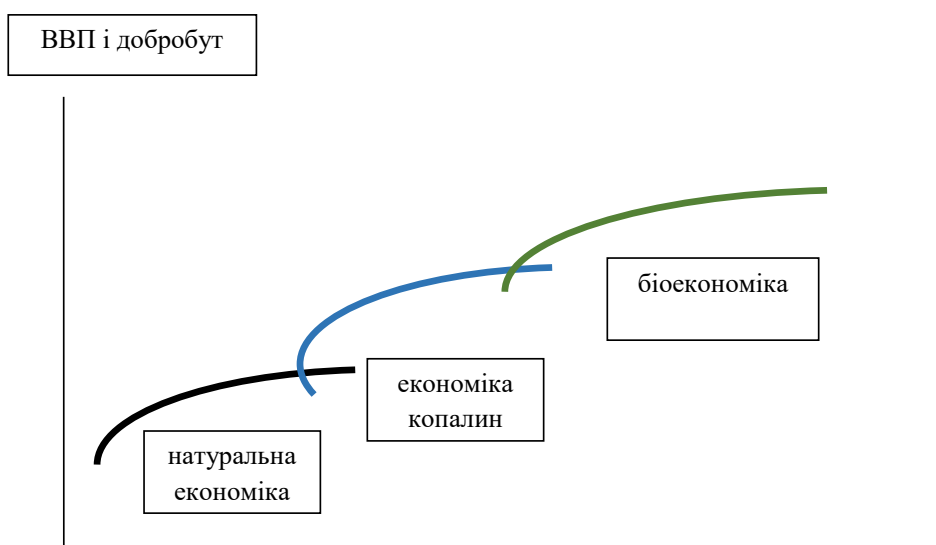 ВВП і добробут
біоекономіка
економіка
копалин
натуральна
економіка